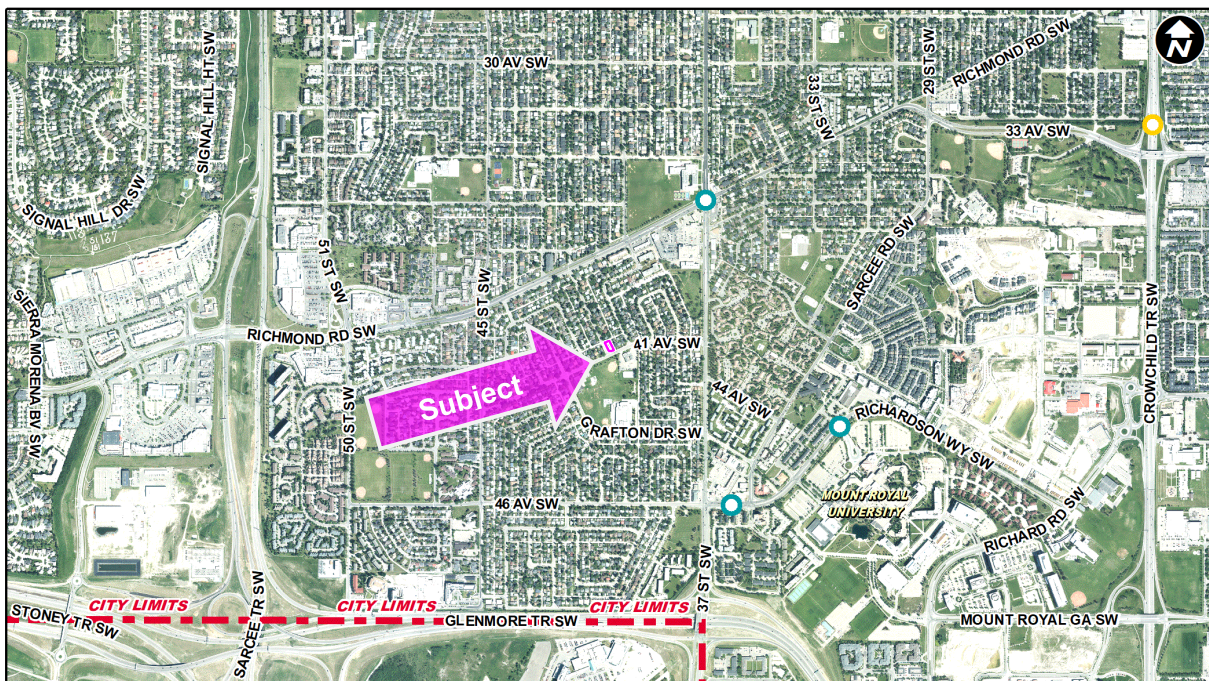 N
30 AV SW
SIGNAL HILL HT SW
33 ST SW
29 ST SW
RICHMOND RD SW
33 AV SW
SIGNAL HILL DR SW
51 ST SW
45 ST SW
SARCEE RD SW
SIERRA MORENA BV SW
RICHMOND RD SW
41 AV SW
CROWCHILD TR SW
Subject
50 ST SW
44 AV SW
GRAFTON DR SW
RICHARDSON WY SW
46 AV SW
MOUNT ROYAL
UNIVERSITY
RICHARD RD SW
37 ST SW
SARCEE TR SW
CITY LIMITS
CITY LIMITS
CITY LIMITS
STONEY TR SW
GLENMORE TR SW
MOUNT ROYAL GA SW